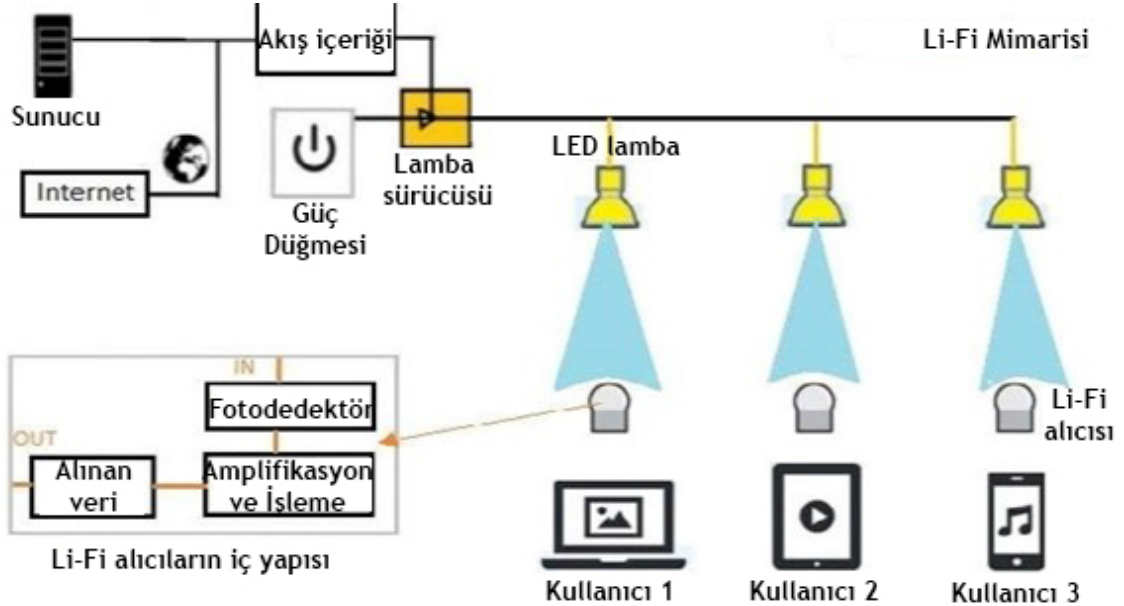 Akış içeriği
Li-Fi Mimarisi
Sunucu
Internet
Güç
Düğmesi
Lamba
sürücüsü
LED lamba
IN
Fotodedektör
OUT
Alınan
veri
Amplifikasyon
ve İşleme
Li-Fi alıcıların iç yapısı
Li-Fi
alıcısı
Kullanıcı 1
Kullanıcı 2
Kullanıcı 3